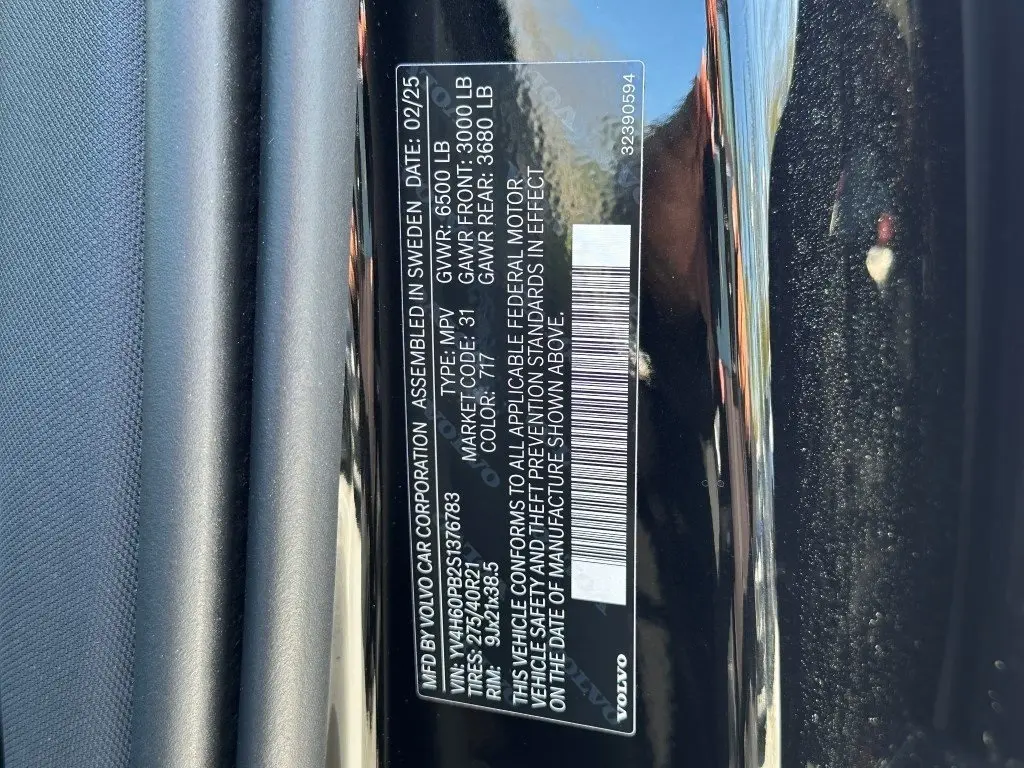 MFD BY VOLVO CAR CORPORATION ASSEMBLED IN SWEDEN DATE: 02/25
VIN: YV4H60PB2S1376783 TYPE: MPV GVWR: 6500 LB
TIRES: 275/40R21 MARKET CODE: 31 GAWR FRONT: 3000 LB
RIM: 9Jx21x38.5 COLOR: 717 GAWR REAR: 3680 LB
THIS VEHICLE CONFORMS TO ALL APPLICABLE FEDERAL MOTOR
VEHICLE SAFETY AND THEFT PREVENTION STANDARDS IN EFFECT
ON THE DATE OF MANUFACTURE SHOWN ABOVE.
VOLVO 32390594